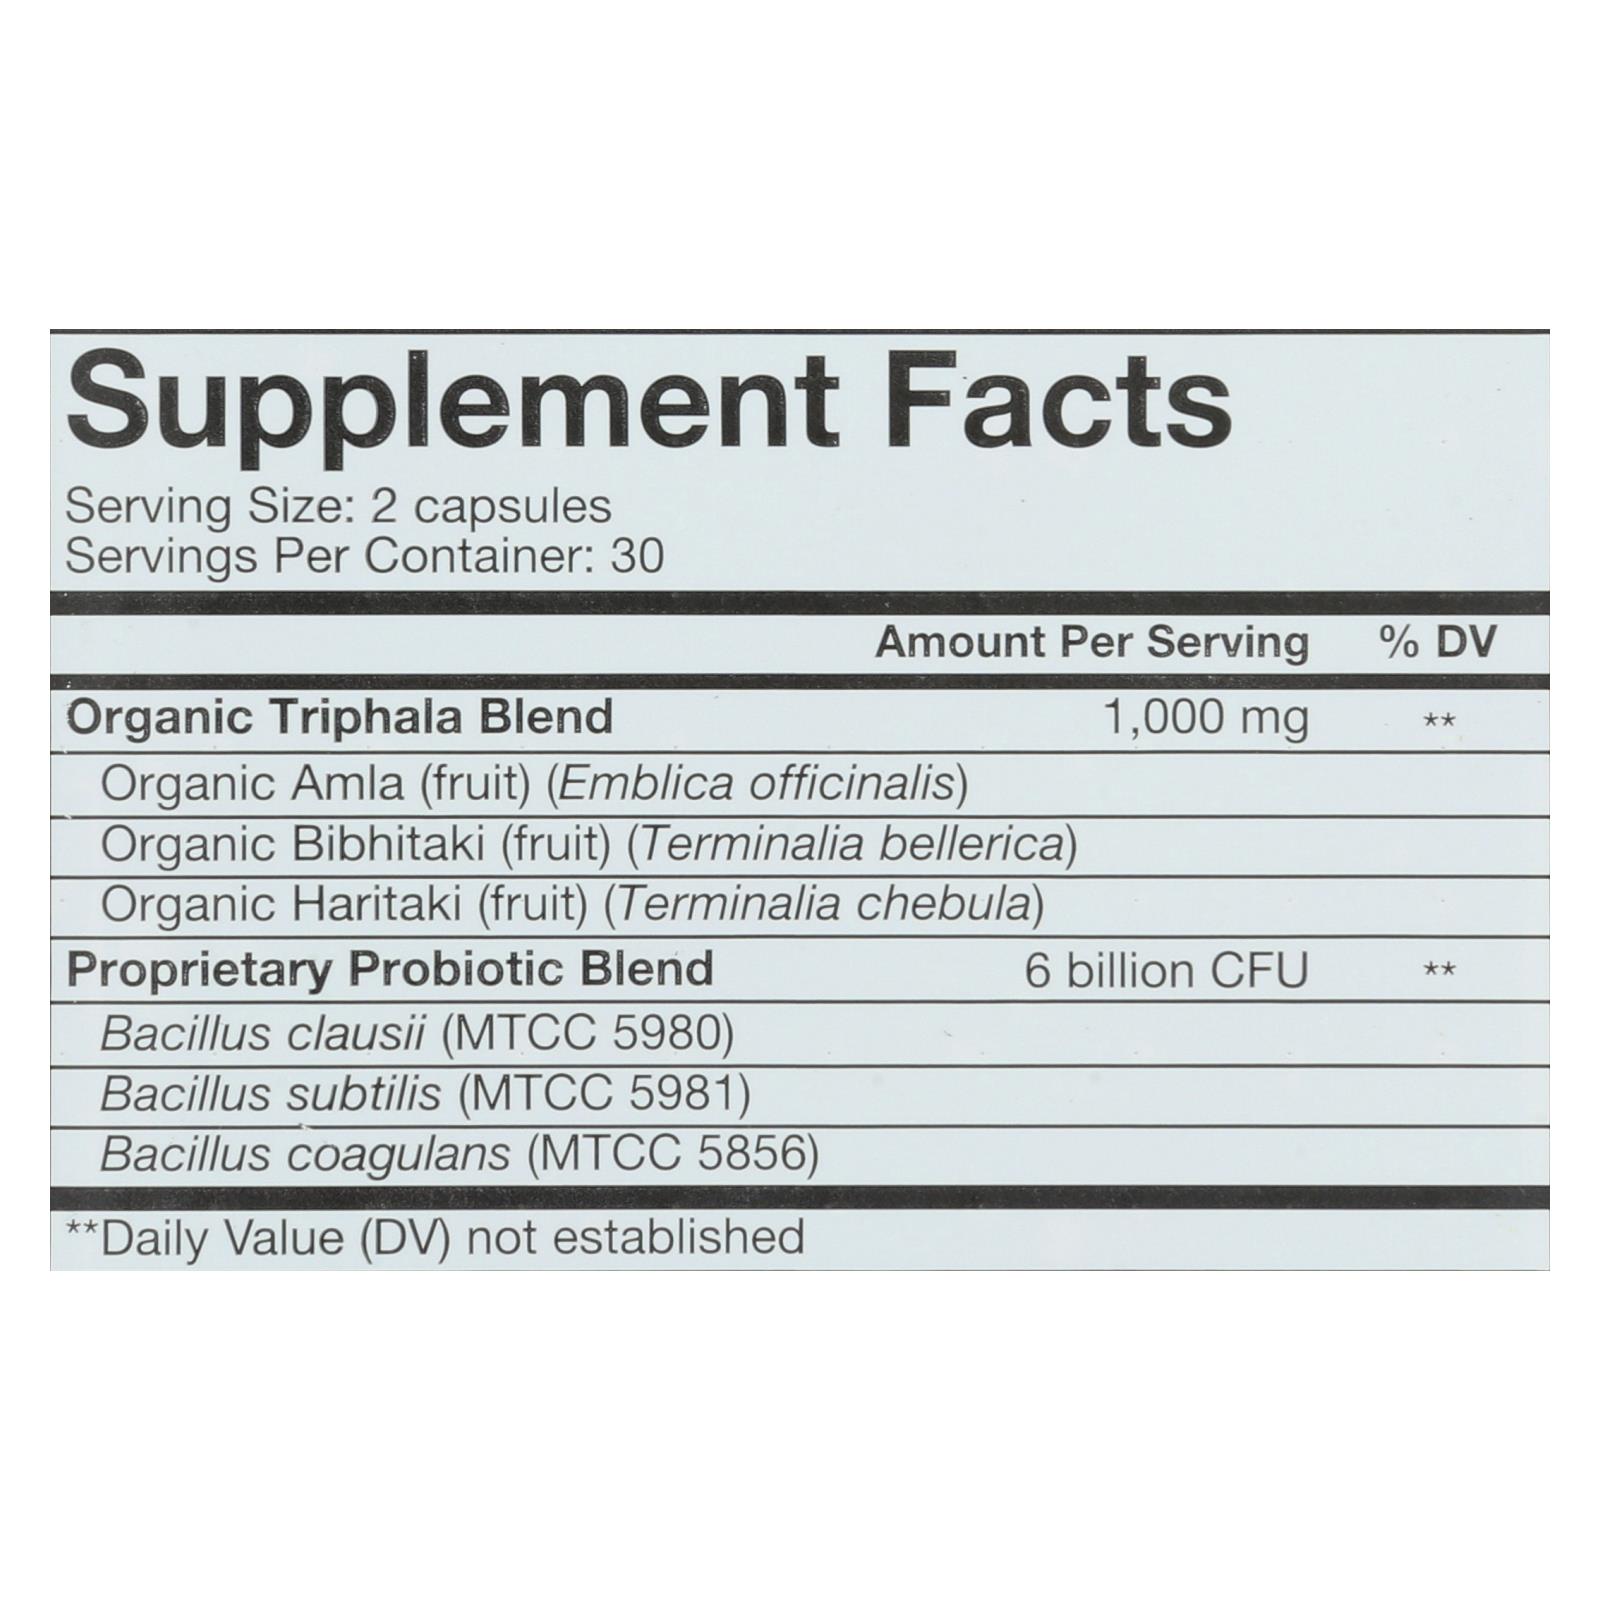 Supplement Facts
Serving Size: 2 capsules
Servings Per Container: 30
Amount Per Serving % DV
Organic Triphala Blend 1,000 mg **
Organic Amla (fruit) (Emblica officinalis)
Organic Bibhitaki (fruit) (Terminalia bellerica)
Organic Haritaki (fruit) (Terminalia chebula)
Proprietary Probiotic Blend 6 billion CFU **
Bacillus clausii (MTCC 5980)
Bacillus subtilis (MTCC 5981)
Bacillus coagulans (MTCC 5856)
**Daily Value (DV) not established